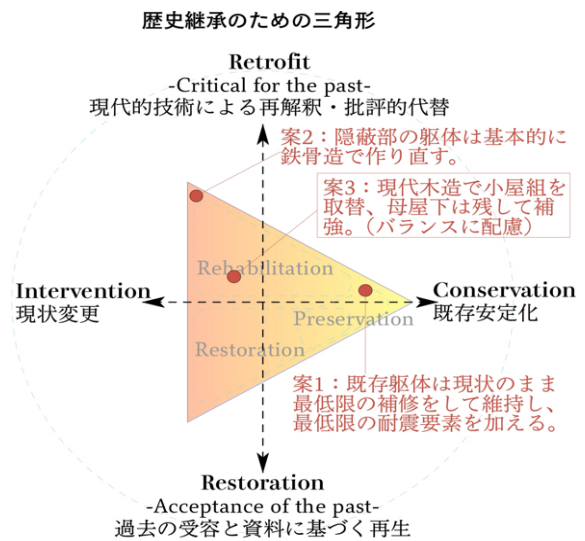 歴史継承のための三角形
Retrofit
-Critical for the past-
現代的技術による再解釈・批評的代替
案2：隠蔽部の躯体は基本的に
鉄骨造で作り直す。
案3：現代木造で小屋組を
取替、母屋下は残して補
強。（バランスに配慮）
Rehabilitation
Intervention
現状変更
Conservation
既存安定化
Preservation
Restoration
案1：既存躯体は現状のまま
最低限の補修をして維持し、
最低限の耐震要素を加える。
Restoration
-Acceptance of the past-
過去の受容と資料に基づく再生